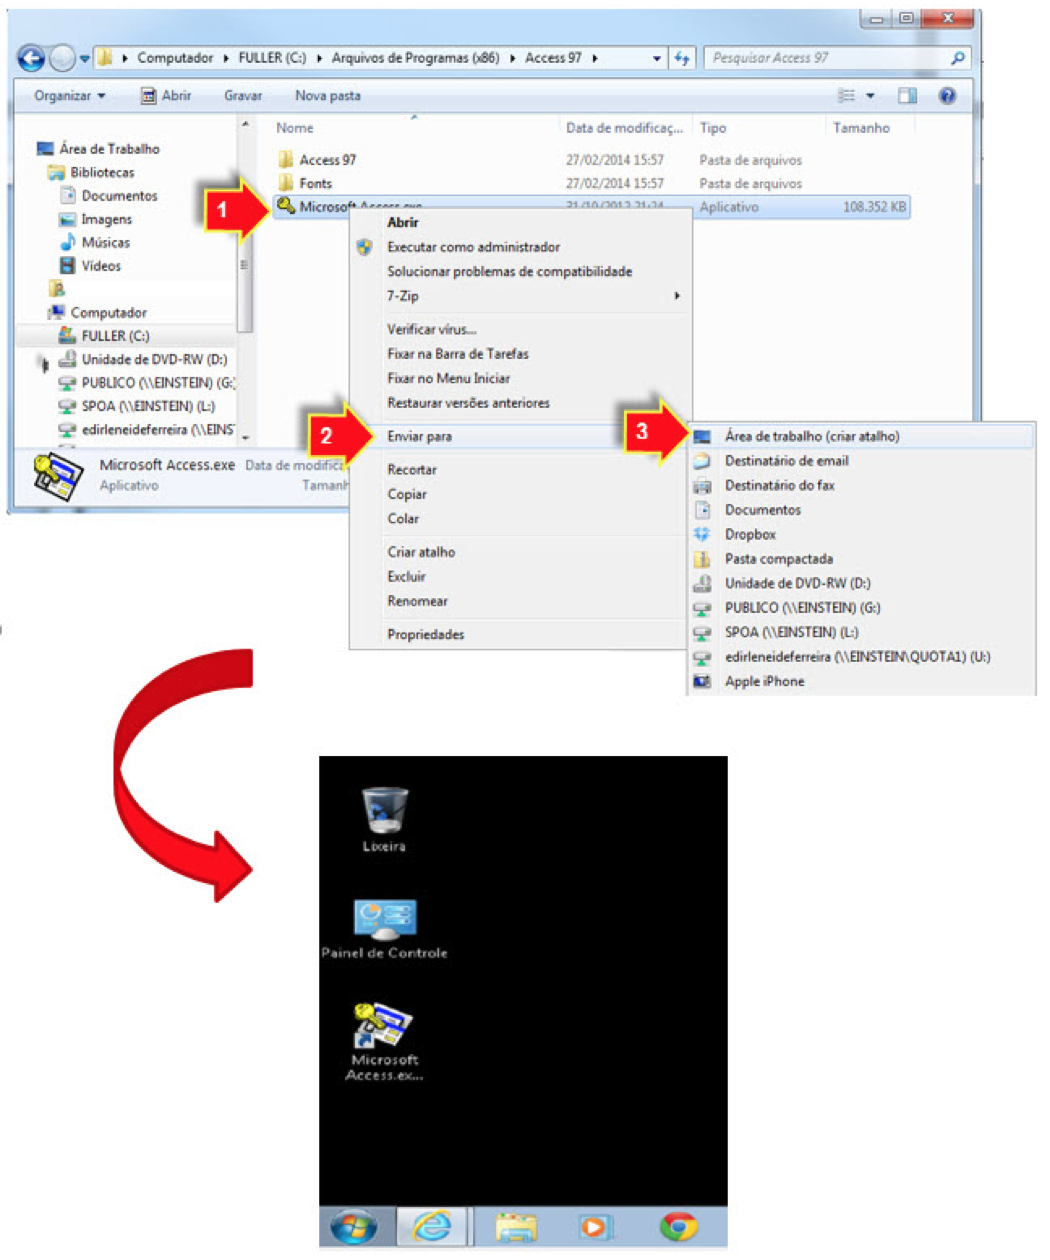 Computador FULLER (C:) Arquivos de Programas (x86) Access 97
Pesquisar Access 97
Organizar Abrir Gravar Nova pasta
Nome Data de modificaç... Tipo Tamanho
Área de Trabalho
Bibliotecas
Documentos
Imagens
Músicas
Vídeos
Computador
FULLER (C:)
Unidade de DVD-RW (D:)
PUBLICO (\\EINSTEIN) (G:
SPOA (\\EINSTEIN) (L:)
edirleneideferreira (\\EINS
Access 97 27/02/2014 15:57 Pasta de arquivos
Fonts 27/02/2014 15:57 Pasta de arquivos
1
Microsoft Access.exe 31/10/2012 21:24 Aplicativo 108.352 KB
Abrir
Executar como administrador
Solucionar problemas de compatibilidade
7-Zip
Verificar vírus...
Fixar na Barra de Tarefas
Fixar no Menu Iniciar
Restaurar versões anteriores
2
Enviar para
Recortar
Copiar
Colar
Criar atalho
Excluir
Renomear
Propriedades
3
Área de trabalho (criar atalho)
Destinatário de email
Destinatário do fax
Documentos
Dropbox
Pasta compactada
Unidade de DVD-RW (D:)
PUBLICO (\\EINSTEIN) (G:)
SPOA (\\EINSTEIN) (L:)
edirleneideferreira (\\EINSTEIN\QUOTA1) (U:)
Apple iPhone
Microsoft Access.exe Data de modifica
Aplicativo Tamanh
Lixeira
Painel de Controle
Microsoft
Access.ex...